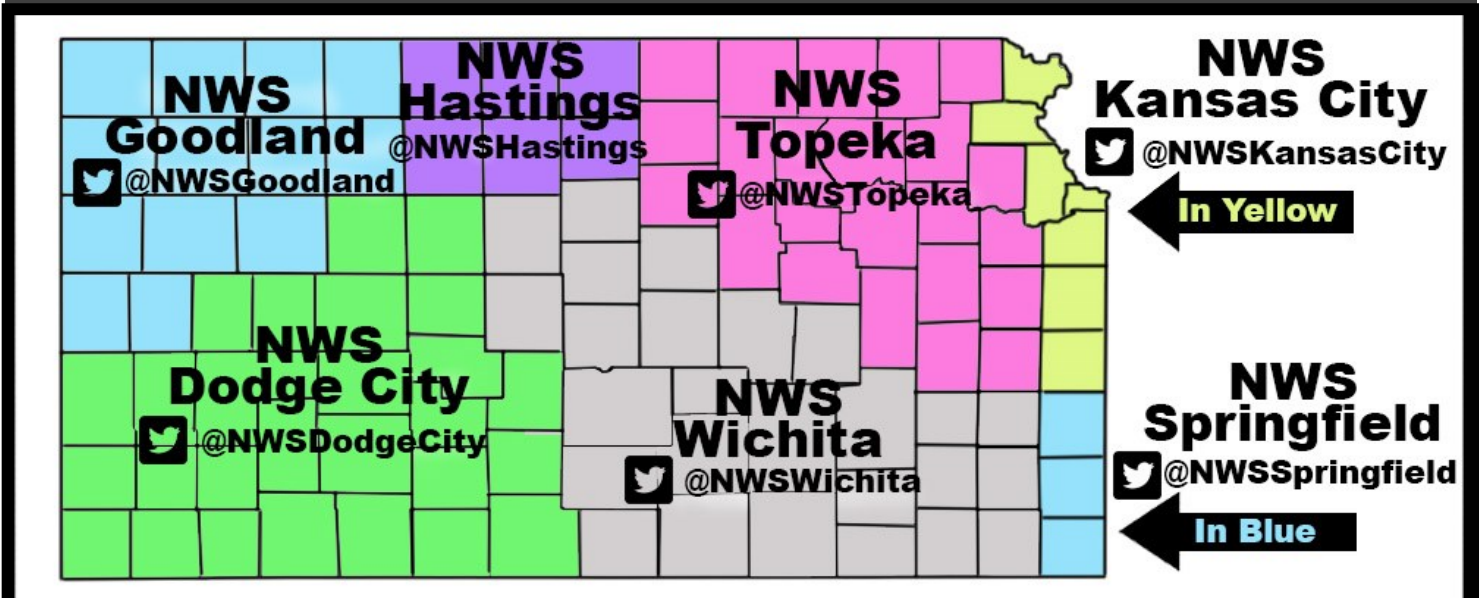 NWS
Goodland
@NWSGoodland
NWS
Hastings
@NWSHastings
NWS
Topeka
@NWSTopeka
NWS
Kansas City
@NWSKansasCity
In Yellow
NWS
Dodge City
@NWSDodgeCity
NWS
Wichita
@NWSWichita
NWS
Springfield
@NWSSpringfield
In Blue